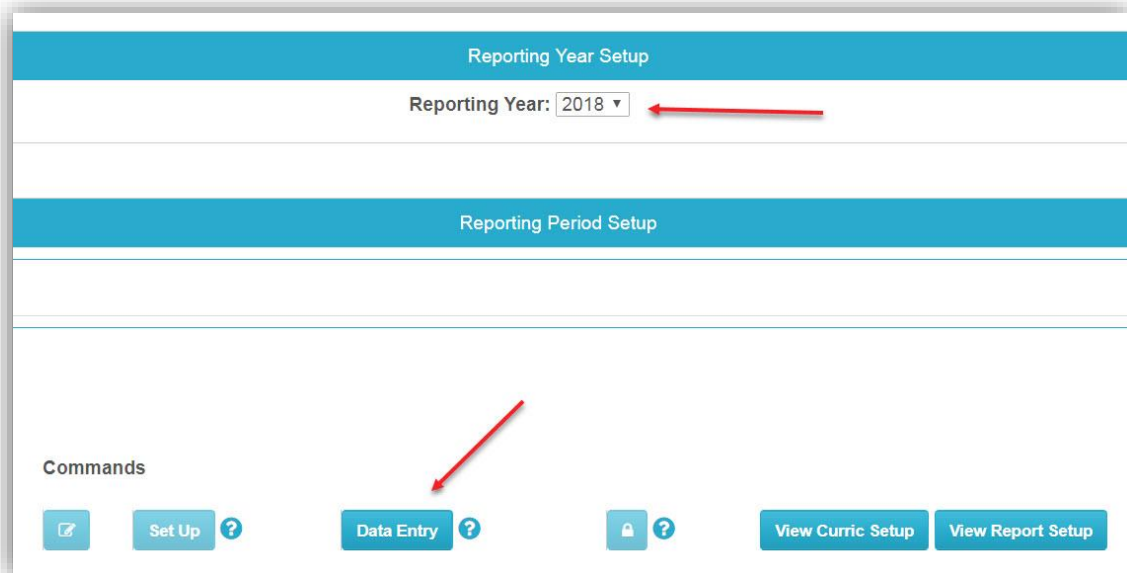 Reporting Year Setup
Reporting Year: 2018
Reporting Period Setup
Commands
Set Up ? Data Entry ? ? View Curric Setup View Report Setup